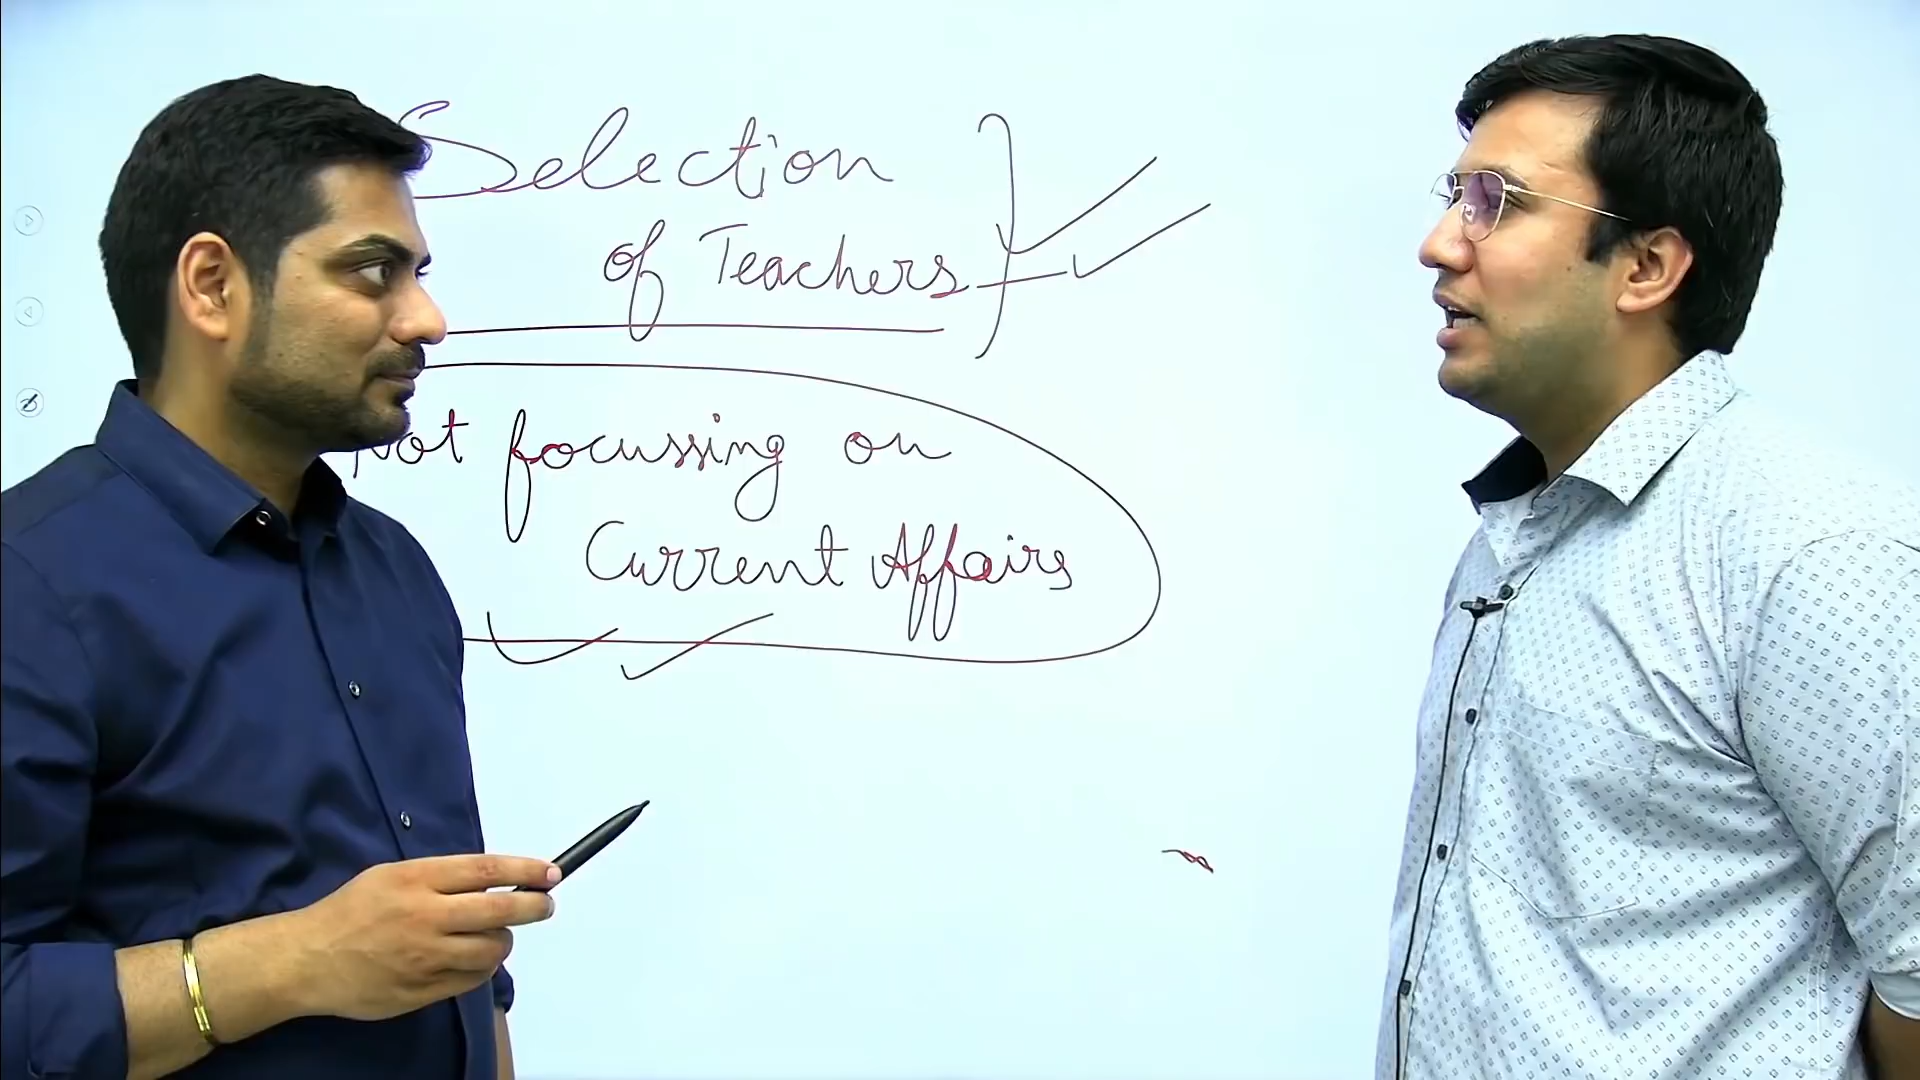 Selection
of Teachers
Not focussing on
Current Affairs